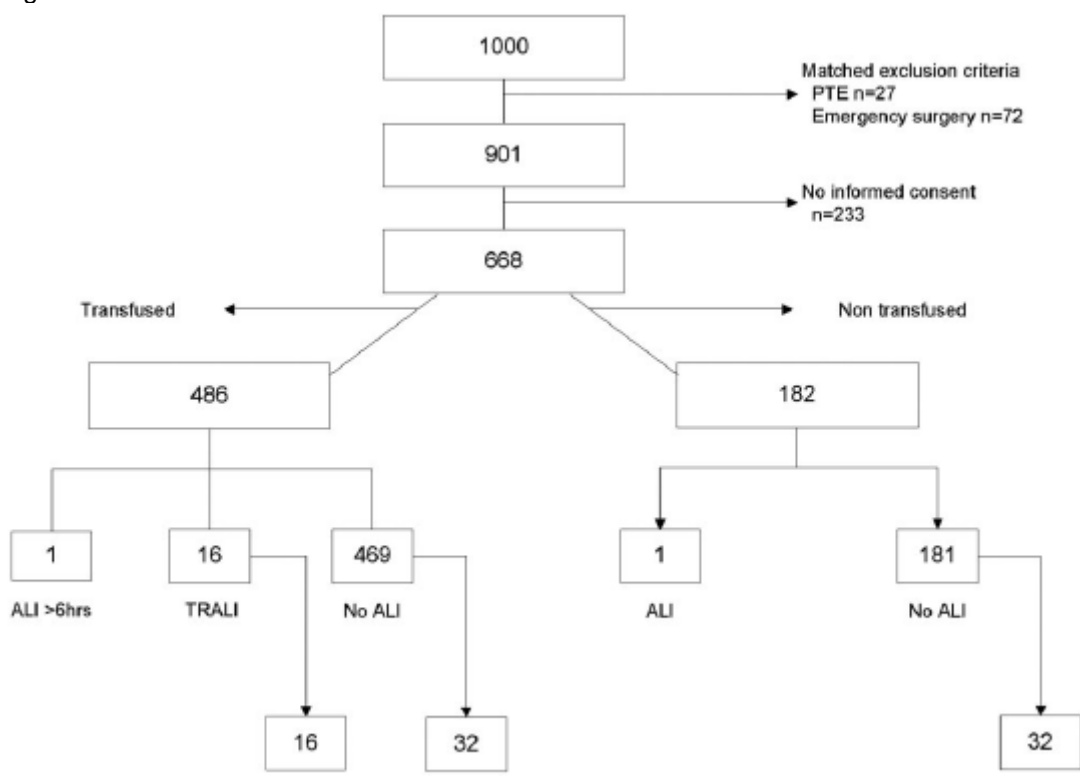 1000
Matched exclusion criteria
PTE n=27
Emergency surgery n=72
901
No informed consent
n=233
668
Transfused
Non transfused
486
182
1
16
469
1
181
ALI >6hrs
TRALI
No ALI
ALI
No ALI
16
32
32